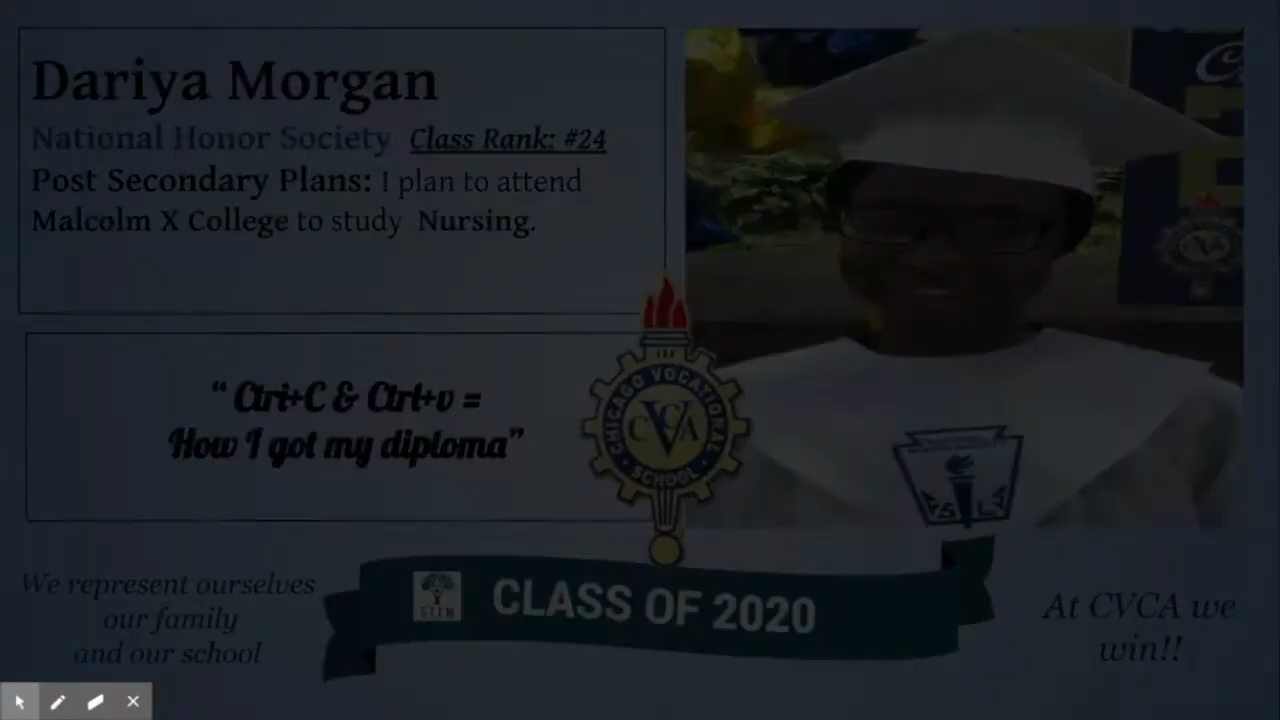 Dariya Morgan
National Honor Society Class Rank: #24
Post Secondary Plans: I plan to attend
Malcolm X College to study Nursing.
“ Ctrl+C & Ctrl+v =
How I got my diploma”
CHICAGO VOCATIONAL
CVCA
SCHOOL
NSLS
We represent ourselves
our family
and our school
STEM
CLASS OF 2020
At CVCA we
win!!